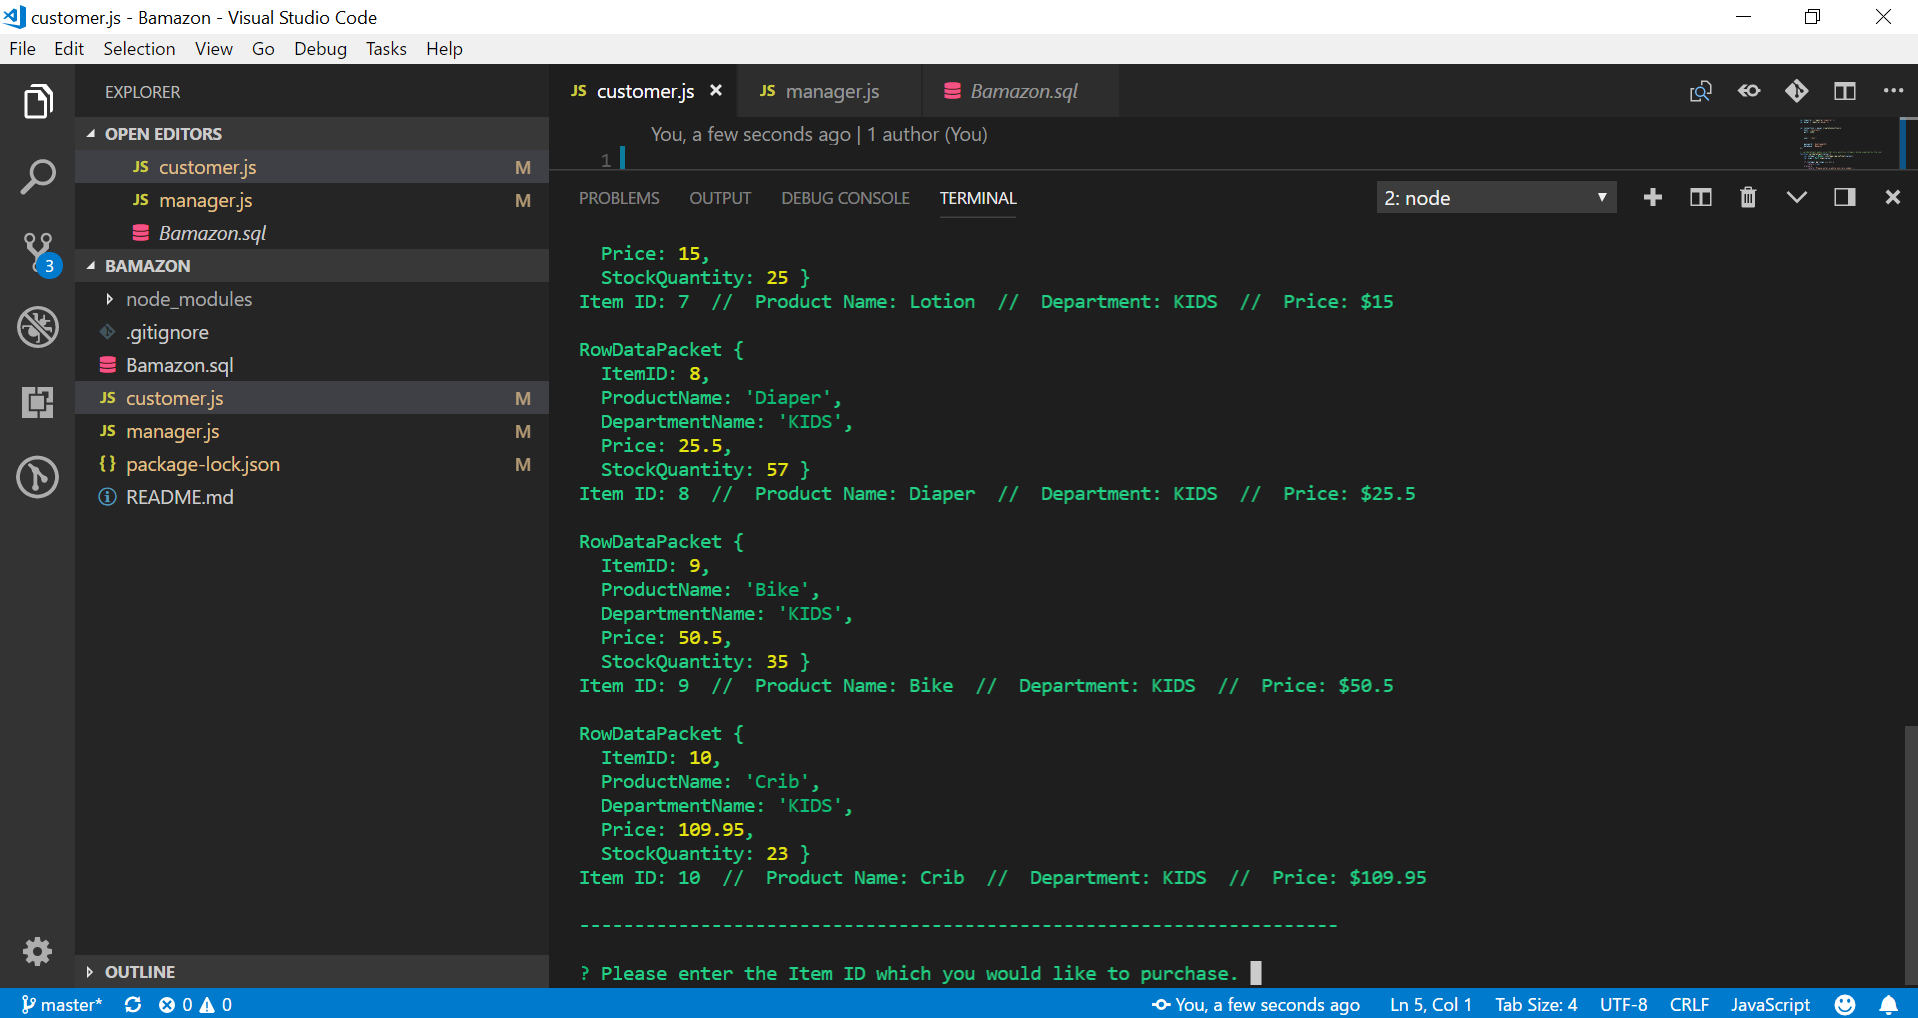 customer.js - Bamazon - Visual Studio Code
File Edit Selection View Go Debug Tasks Help
EXPLORER
OPEN EDITORS
JS customer.js M
JS manager.js M
Bamazon.sql
BAMAZON
node_modules
.gitignore
Bamazon.sql
JS customer.js M
JS manager.js M
{} package-lock.json M
README.md
OUTLINE
3
JS customer.js JS manager.js Bamazon.sql
You, a few seconds ago | 1 author (You)
1
PROBLEMS OUTPUT DEBUG CONSOLE TERMINAL 2: node
Price: 15,
StockQuantity: 25 }
Item ID: 7 // Product Name: Lotion // Department: KIDS // Price: $15
RowDataPacket {
ItemID: 8,
ProductName: 'Diaper',
DepartmentName: 'KIDS',
Price: 25.5,
StockQuantity: 57 }
Item ID: 8 // Product Name: Diaper // Department: KIDS // Price: $25.5
RowDataPacket {
ItemID: 9,
ProductName: 'Bike',
DepartmentName: 'KIDS',
Price: 50.5,
StockQuantity: 35 }
Item ID: 9 // Product Name: Bike // Department: KIDS // Price: $50.5
RowDataPacket {
ItemID: 10,
ProductName: 'Crib',
DepartmentName: 'KIDS',
Price: 109.95,
StockQuantity: 23 }
Item ID: 10 // Product Name: Crib // Department: KIDS // Price: $109.95
---------------------------------------------------------------------
? Please enter the Item ID which you would like to purchase.
master* 0 0 You, a few seconds ago Ln 5, Col 1 Tab Size: 4 UTF-8 CRLF JavaScript